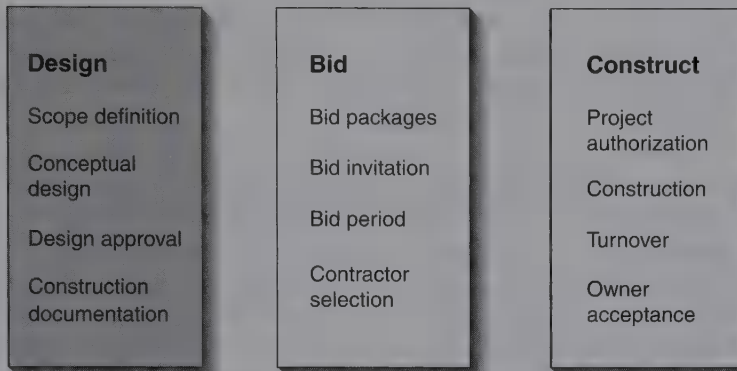 Design
Scope definition
Conceptual
design
Design approval
Construction
documentation
Bid
Bid packages
Bid invitation
Bid period
Contractor
selection
Construct
Project
authorization
Construction
Turnover
Owner
acceptance